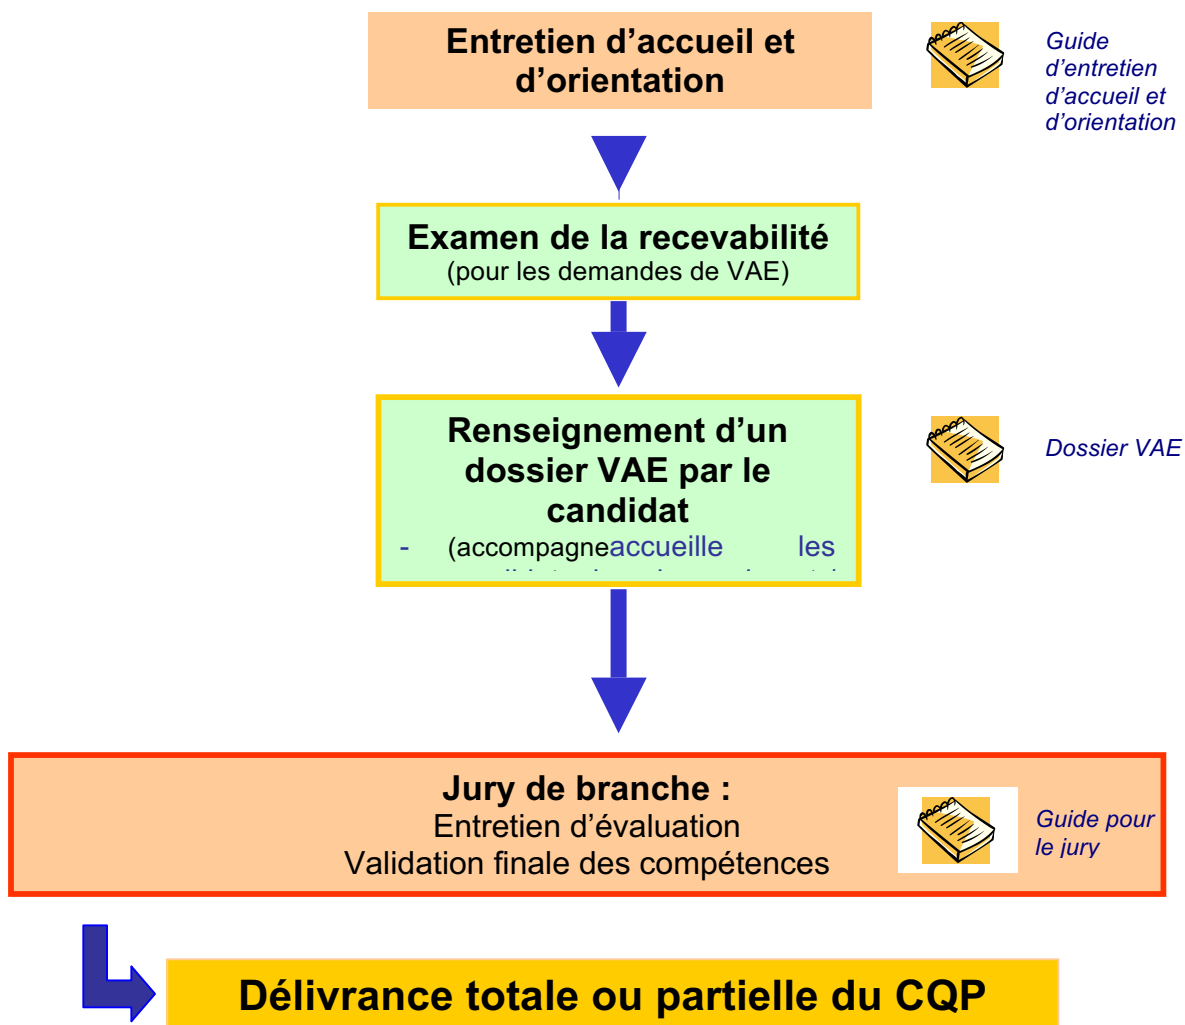 Entretien d’accueil et
d’orientation
Guide
d’entretien
d’accueil et
d’orientation
Examen de la recevabilité
(pour les demandes de VAE)
Renseignement d’un
dossier VAE par le
candidat
- (accompagneaccueille les
Dossier VAE
Jury de branche :
Entretien d’évaluation
Validation finale des compétences
Guide pour
le jury
Délivrance totale ou partielle du CQP